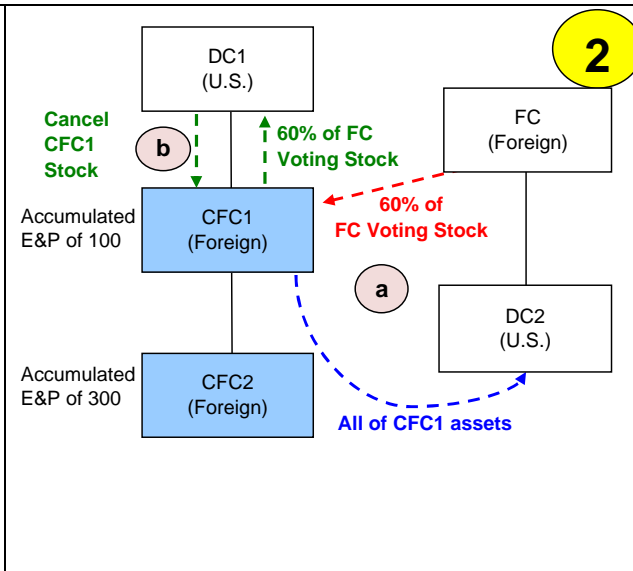 2
DC1
(U.S.)
FC
(Foreign)
Cancel
CFC1
Stock
b
60% of FC
Voting Stock
60% of
FC Voting Stock
Accumulated
E&P of 100
CFC1
(Foreign)
a
DC2
(U.S.)
Accumulated
E&P of 300
CFC2
(Foreign)
All of CFC1 assets